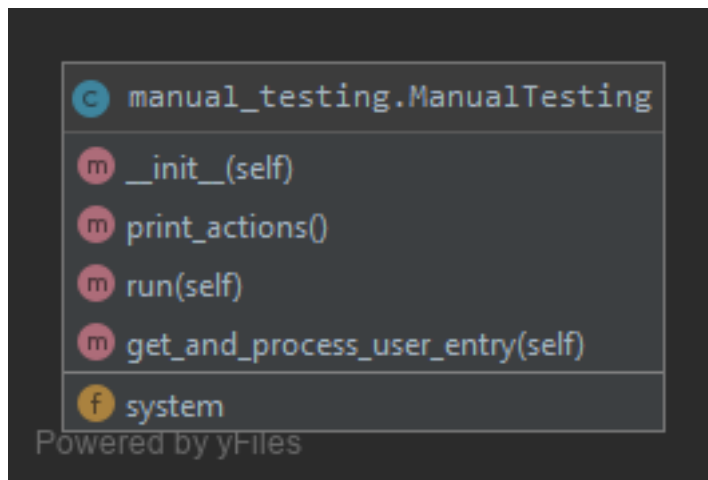 c manual_testing.ManualTesting
m __init__(self)
m print_actions()
m run(self)
m get_and_process_user_entry(self)
f system
Powered by yFiles